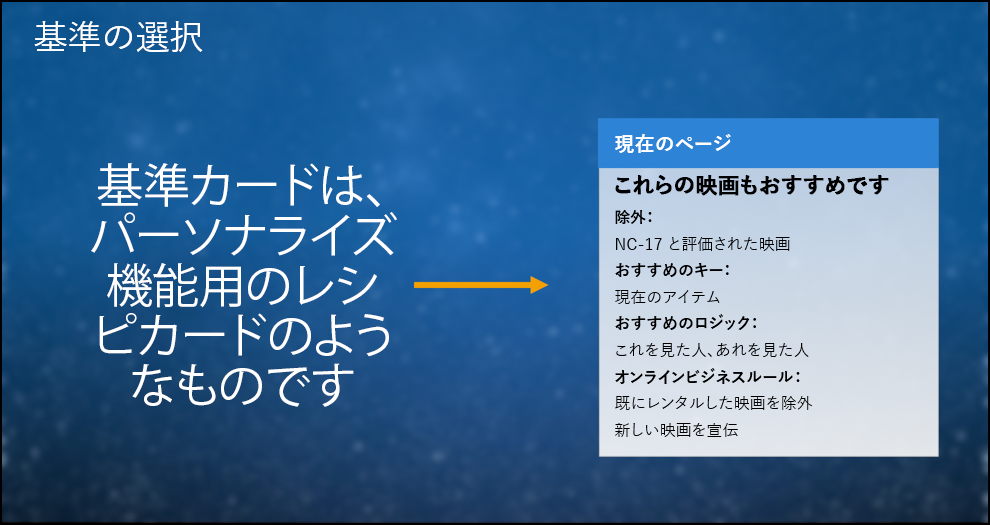 基準の選択
基準カードは、
パーソナライズ
機能用のレシ
ピカードのよう
なものです
現在のページ
これらの映画もおすすめです
除外：
NC-17 と評価された映画
おすすめのキー：
現在のアイテム
おすすめのロジック：
これを見た人、あれを見た人
オンラインビジネスルール：
既にレンタルした映画を除外
新しい映画を宣伝